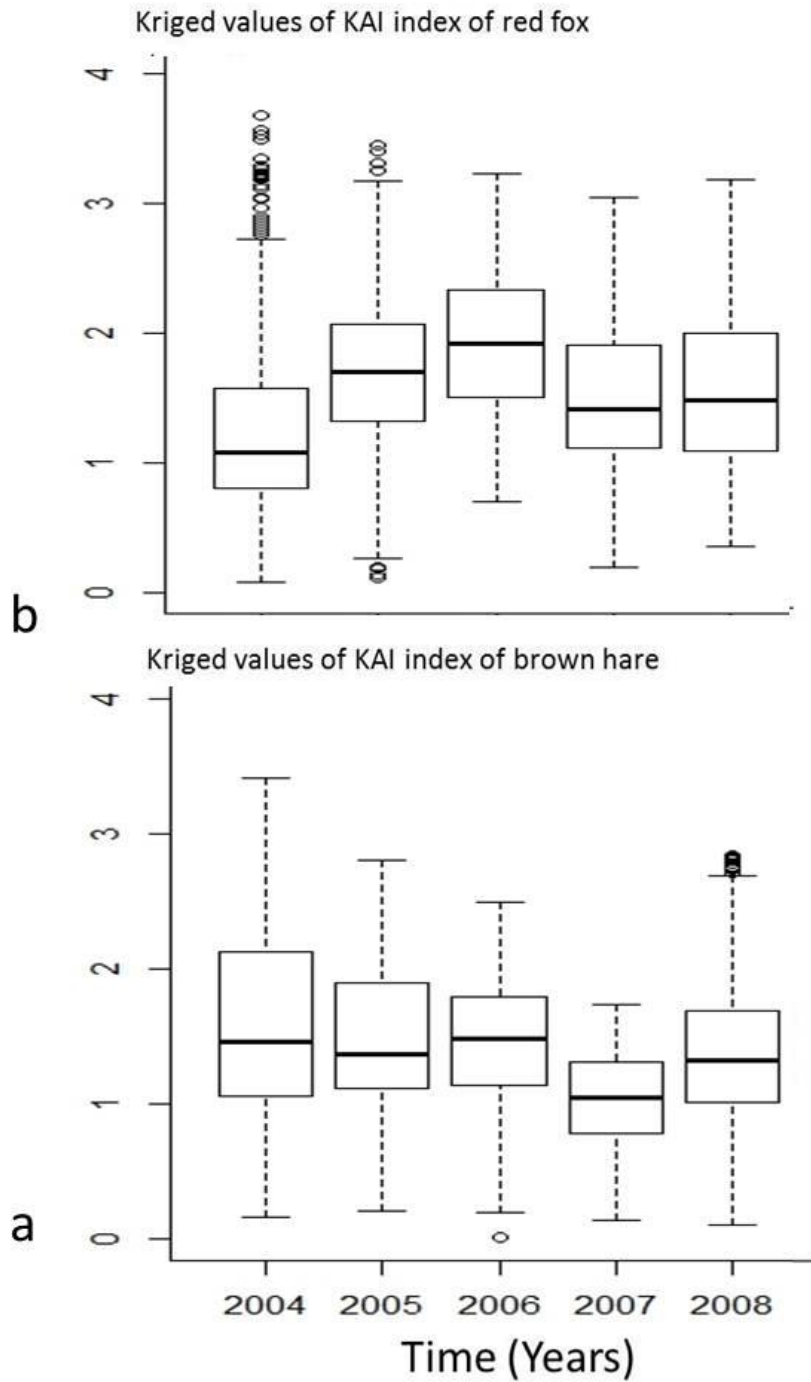 Kriged values of KAI index of red fox
4
3
2
1
0
b
Kriged values of KAI index of brown hare
4
3
2
1
0
a
2004 2005 2006 2007 2008
Time (Years)